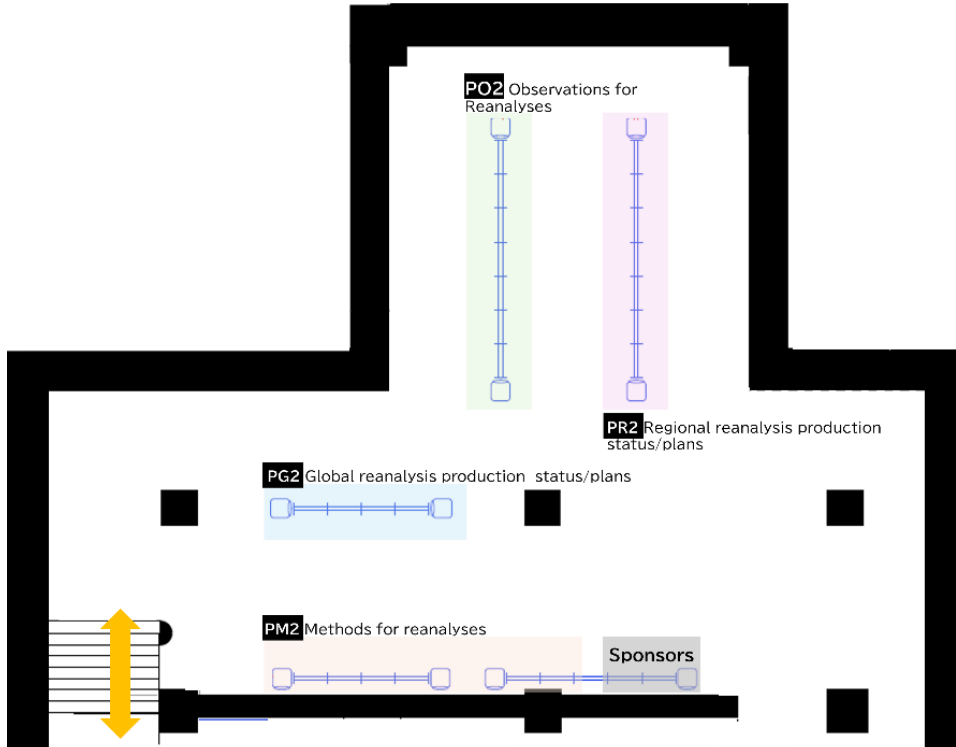 PO2 Observations for
Reanalyses
PR2 Regional reanalysis production
status/plans
PG2 Global reanalysis production status/plans
PM2 Methods for reanalyses
Sponsors